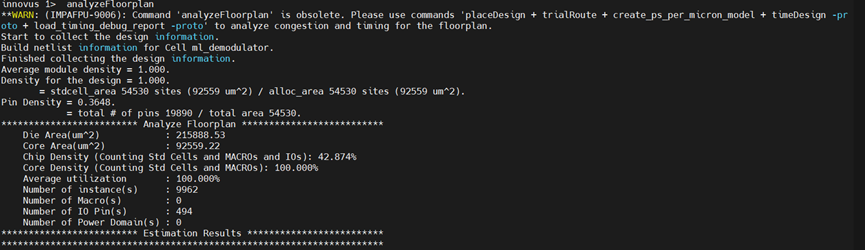 innovus 1>  analyzeFloorplan
**WARN: (IMPAFPU-9006): Command 'analyzeFloorplan' is obsolete. Please use commands 'placeDesign + trialRoute + create_ps_per_micron_model + timeDesign -pr
oto + load_timing_debug_report -proto' to analyze congestion and timing for the floorplan.
Start to collect the design information.
Build netlist information for Cell ml_demodulator.
Finished collecting the design information.
Average module density = 1.000.
Density for the design = 1.000.
       = stdcell_area 54530 sites (92559 um^2) / alloc_area 54530 sites (92559 um^2).
Pin Density = 0.3648.
            = total # of pins 19890 / total area 54530.
************************* Analyze Floorplan **************************
    Die Area(um^2)            : 215888.53
    Core Area(um^2)           : 92559.22
    Chip Density (Counting Std Cells and MACROs and IOs): 42.874%
    Core Density (Counting Std Cells and MACROs): 100.000%
    Average utilization       : 100.000%
    Number of instance(s)     : 9962
    Number of Macro(s)        : 0
    Number of IO Pin(s)       : 494
    Number of Power Domain(s) : 0
************************* Estimation Results *************************
**********************************************************************